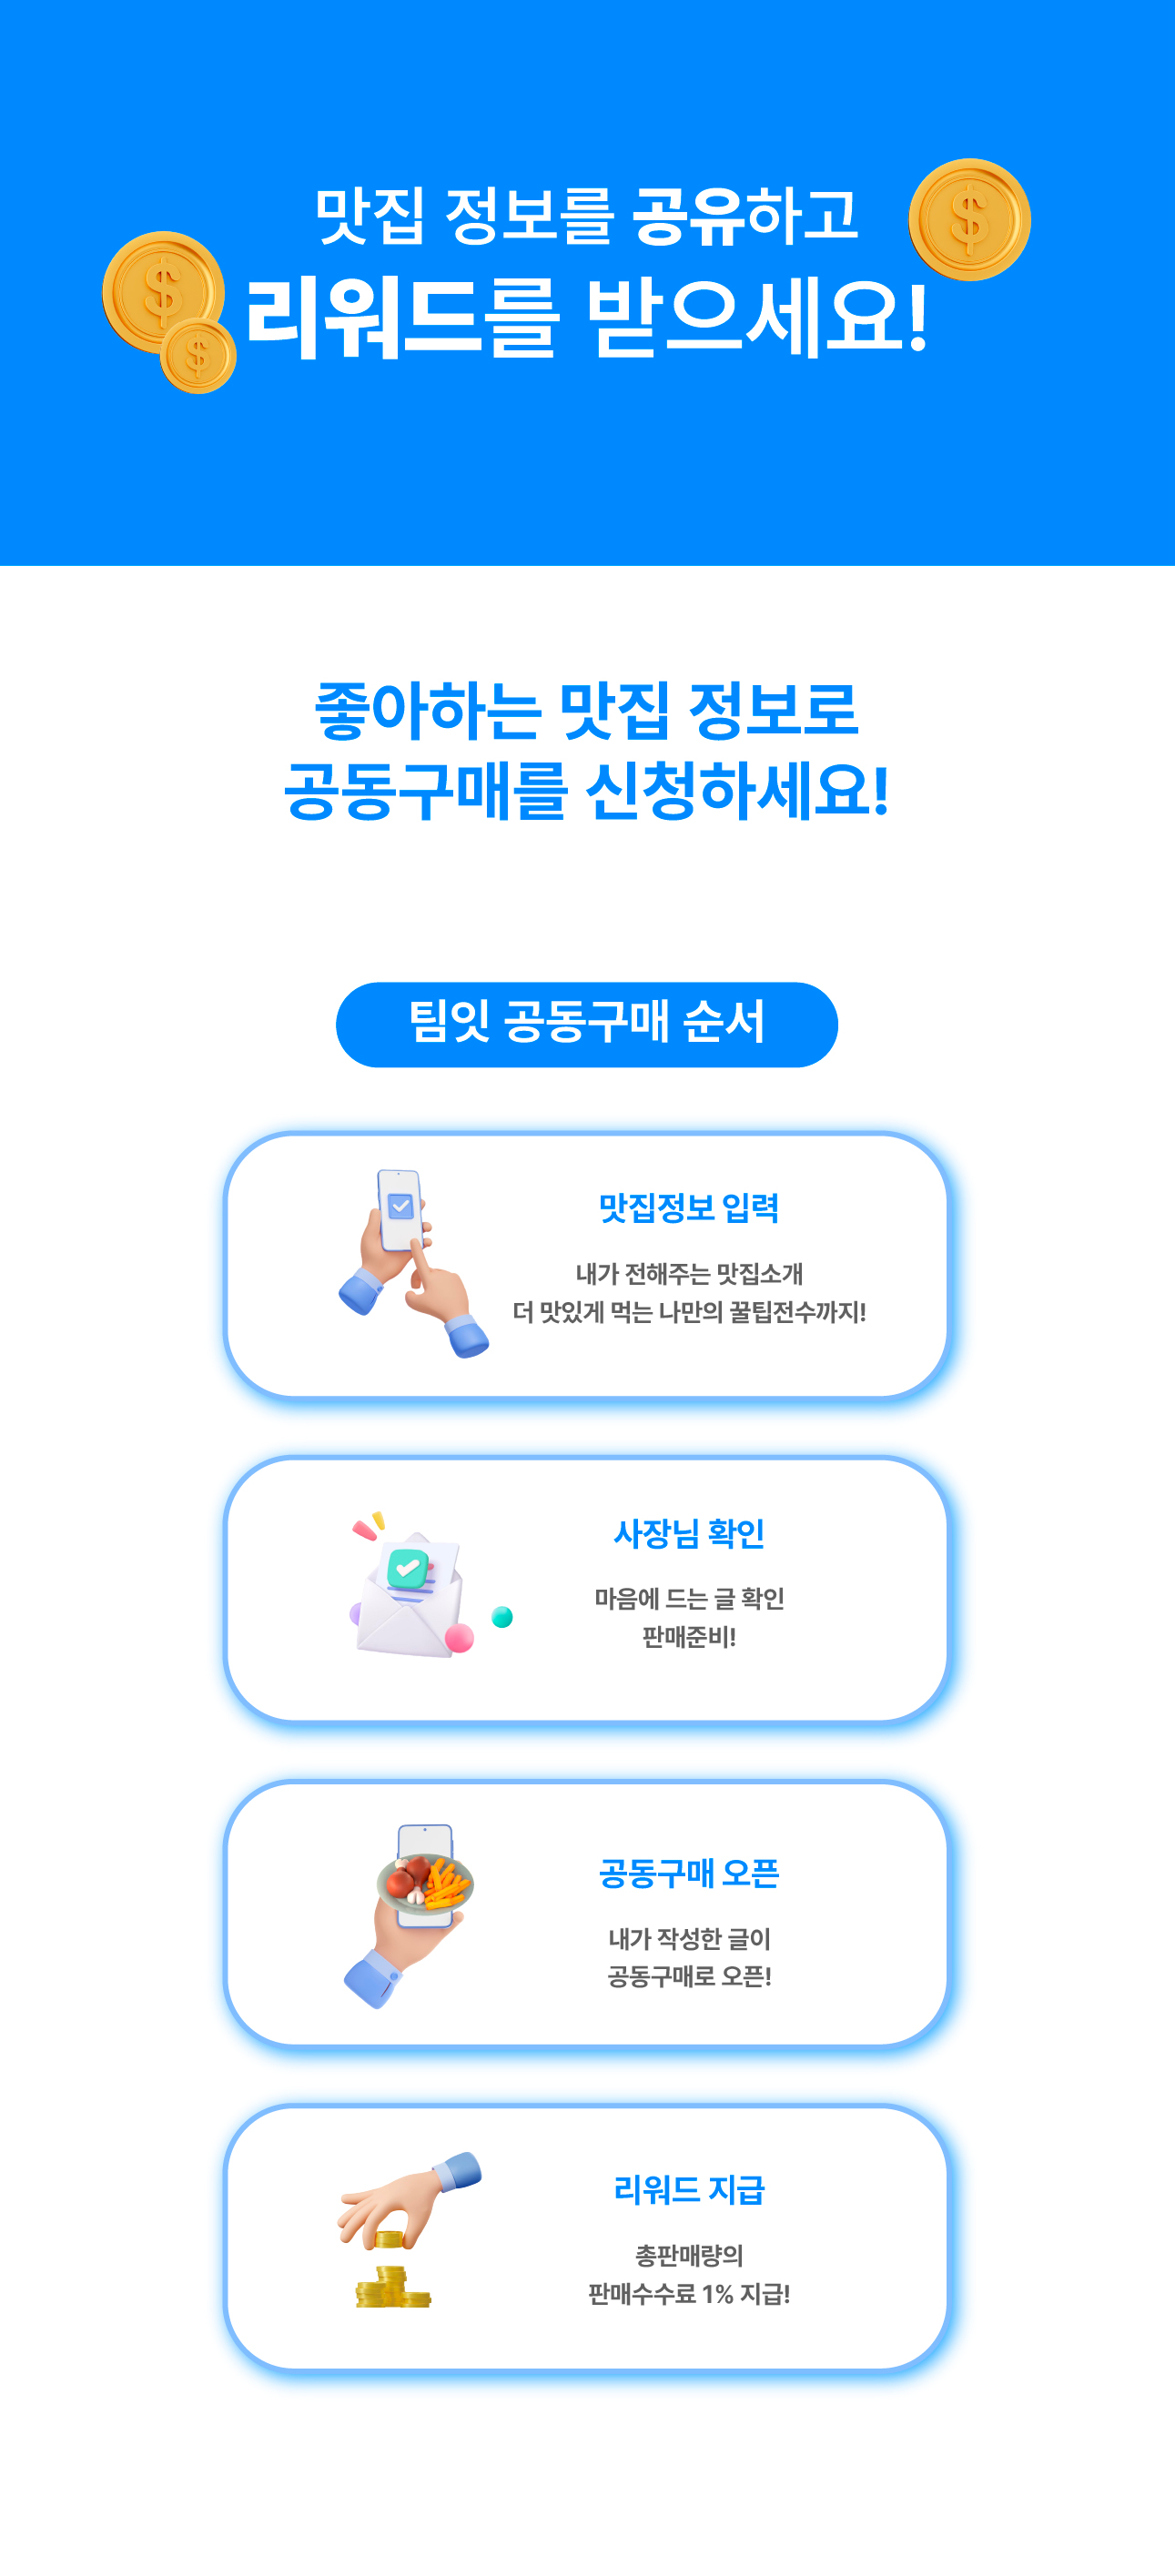 맛집 정보를 공유하고
리워드를 받으세요!
좋아하는 맛집 정보로
공동구매를 신청하세요!
팀잇 공동구매 순서
맛집정보 입력
내가 전해주는 맛집소개
더 맛있게 먹는 나만의 꿀팁전수까지!
사장님 확인
마음에 드는 글 확인
판매준비!
공동구매 오픈
내가 작성한 글이
공동구매로 오픈!
리워드 지급
총판매량의
판매수수료 1% 지급!